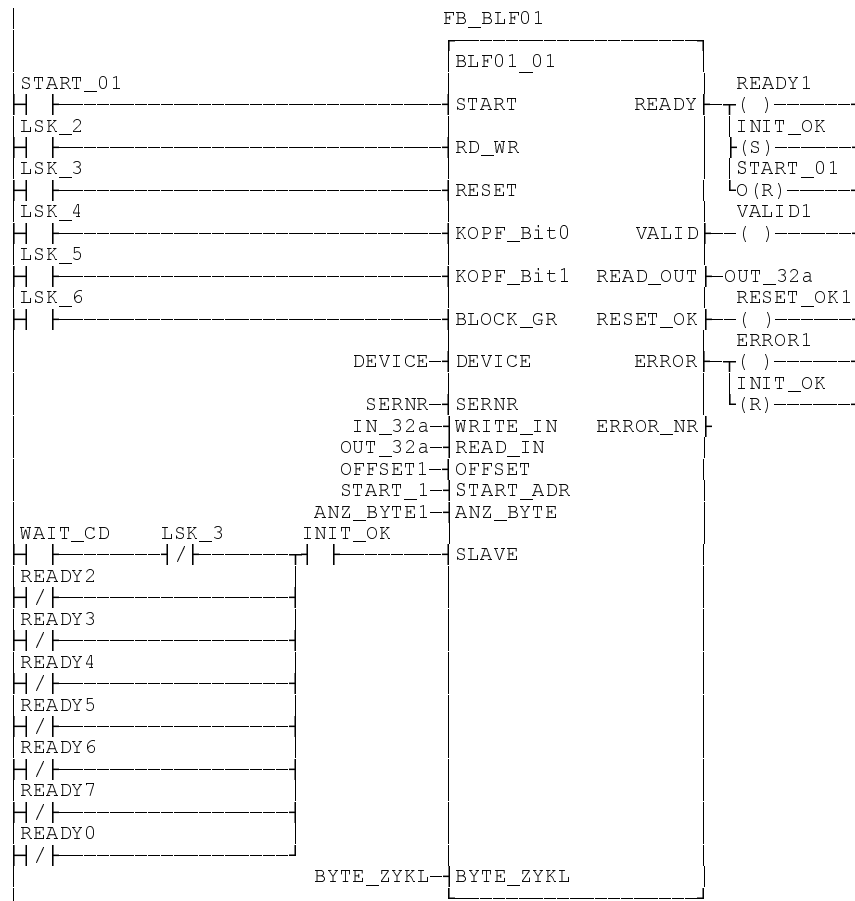 FB_BLF01
BLF01_01
START_01 READY1
START READY ( )
LSK_2 INIT_OK
RD_WR (S)
LSK_3 START_01
RESET O(R)
LSK_4 VALID1
KOPF_Bit0 VALID ( )
LSK_5
KOPF_Bit1 READ_OUT OUT_32a
LSK_6 RESET_OK1
BLOCK_GR RESET_OK ( )
ERROR1
DEVICE DEVICE ERROR ( )
INIT_OK
SERNR SERNR (R)
IN_32a WRITE_IN ERROR_NR
OUT_32a READ_IN
OFFSET1 OFFSET
START_1 START_ADR
ANZ_BYTE1 ANZ_BYTE
WAIT_CD LSK_3 INIT_OK
/ SLAVE
READY2
/
READY3
/
READY4
/
READY5
/
READY6
/
READY7
/
READY0
/
BYTE_ZYKL BYTE_ZYKL